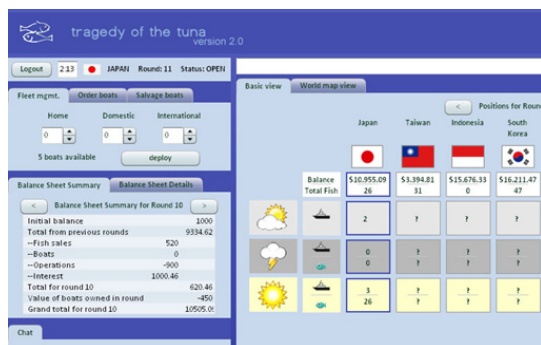 tragedy of the tuna
version 2.0
Logout 2:13 JAPAN Round: 11 Status: OPEN
Fleet mgmt. Order boats Salvage boats
Home Domestic International
0 0 0
5 boats available deploy
Balance Sheet Summary Balance Sheet Details
< Balance Sheet Summary for Round 10 >
Initial balance 1000
Total from previous rounds 9334.62
--Fish sales 520
--Boats 0
--Operations -900
--Interest 1000.46
Total for round 10 620.46
Value of boats owned in round -450
Grand total for round 10 10505.0
Chat
Basic view World map view
< Positions for Roun
Japan Taiwan Indonesia South Korea
Balance $10,955.09 $3,394.81 $15,676.33 $16,211.47
Total Fish 26 31 0 47
2 ? ? ?
0 ? ? ?
0 ? ? ?
3 ? ? ?
26 ? ? ?